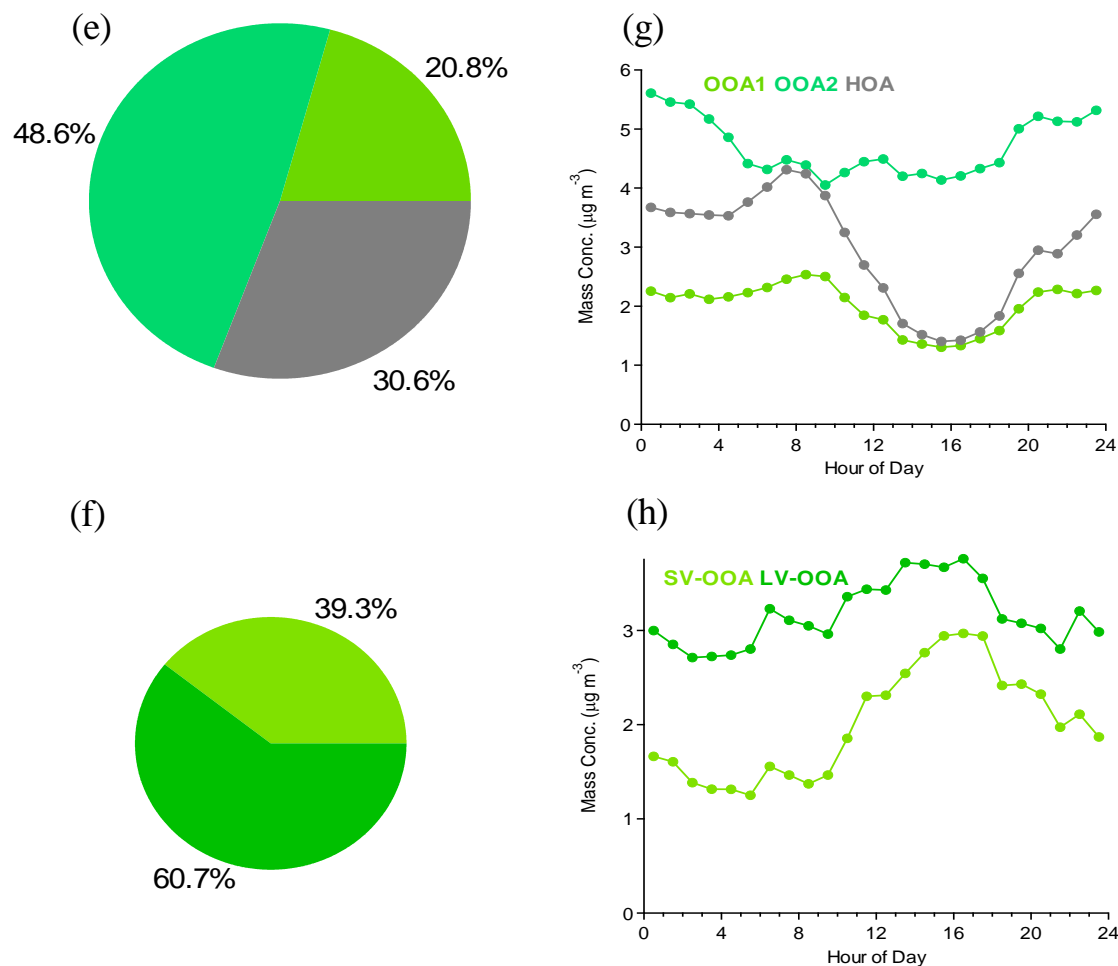 (e)
20.8%
48.6%
30.6%
(g)
OOA1 OOA2 HOA
Mass Conc. (µg m⁻³)
6
5
4
3
2
1
0
0 4 8 12 16 20 24
Hour of Day
(f)
39.3%
60.7%
(h)
SV-OOA LV-OOA
Mass Conc. (µg m⁻³)
3
2
1
0
0 4 8 12 16 20 24
Hour of Day